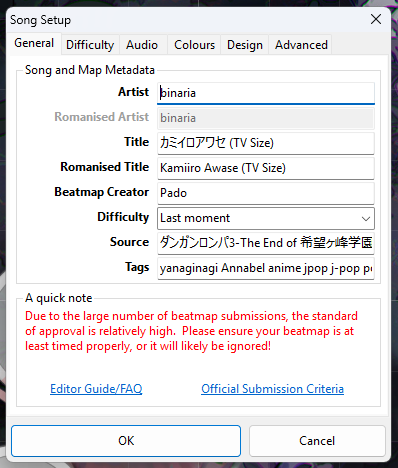 Song Setup
General Difficulty Audio Colours Design Advanced
Song and Map Metadata
Artist binaria
Romanised Artist binaria
Title カミイロアワセ (TV Size)
Romanised Title Kamiiro Awase (TV Size)
Beatmap Creator Pado
Difficulty Last moment
Source ダンガンロンパ3-The End of 希望ヶ峰学園
Tags yanaginagi Annabel anime jpop j-pop
A quick note
Due to the large number of beatmap submissions, the standard
of approval is relatively high. Please ensure your beatmap is at
least timed properly, or it will likely be ignored!
Editor Guide/FAQ Official Submission Criteria
OK Cancel